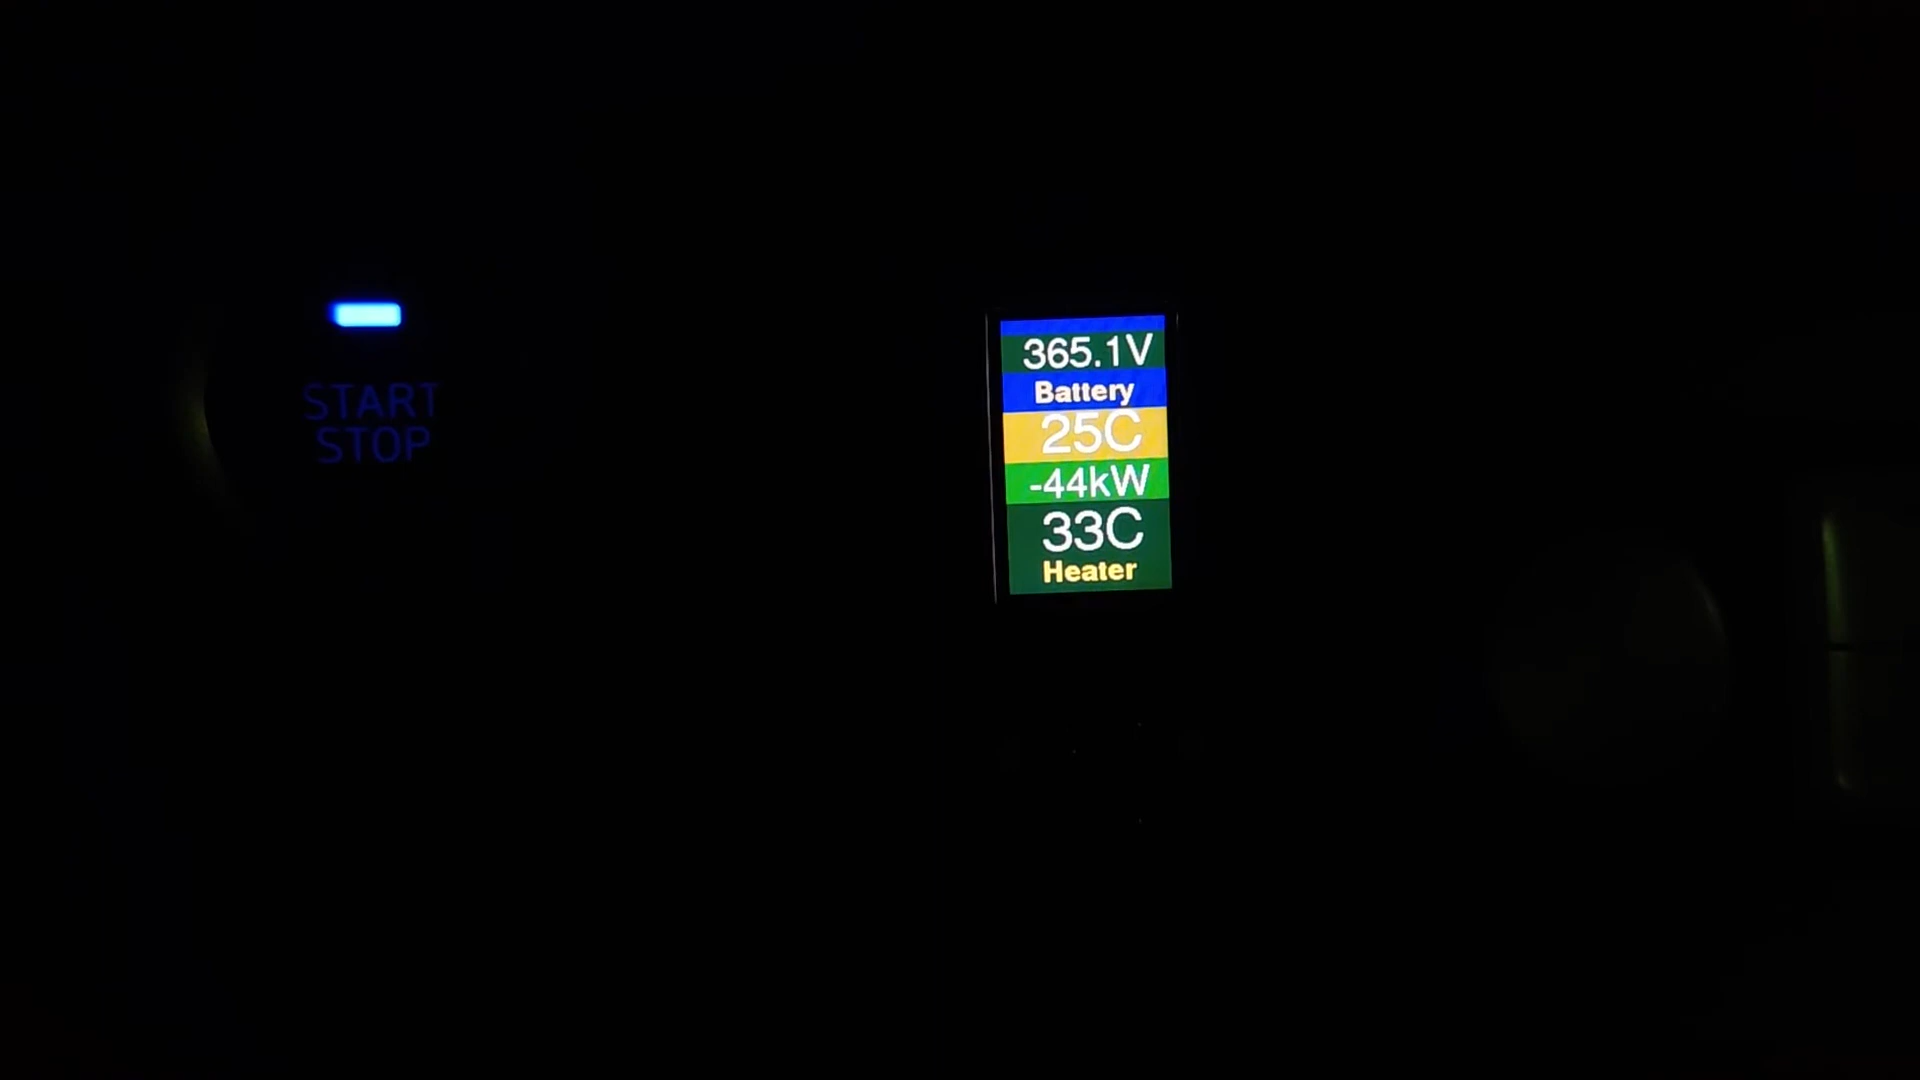 START
STOP
365.1V
Battery
25C
-44kW
33C
Heater